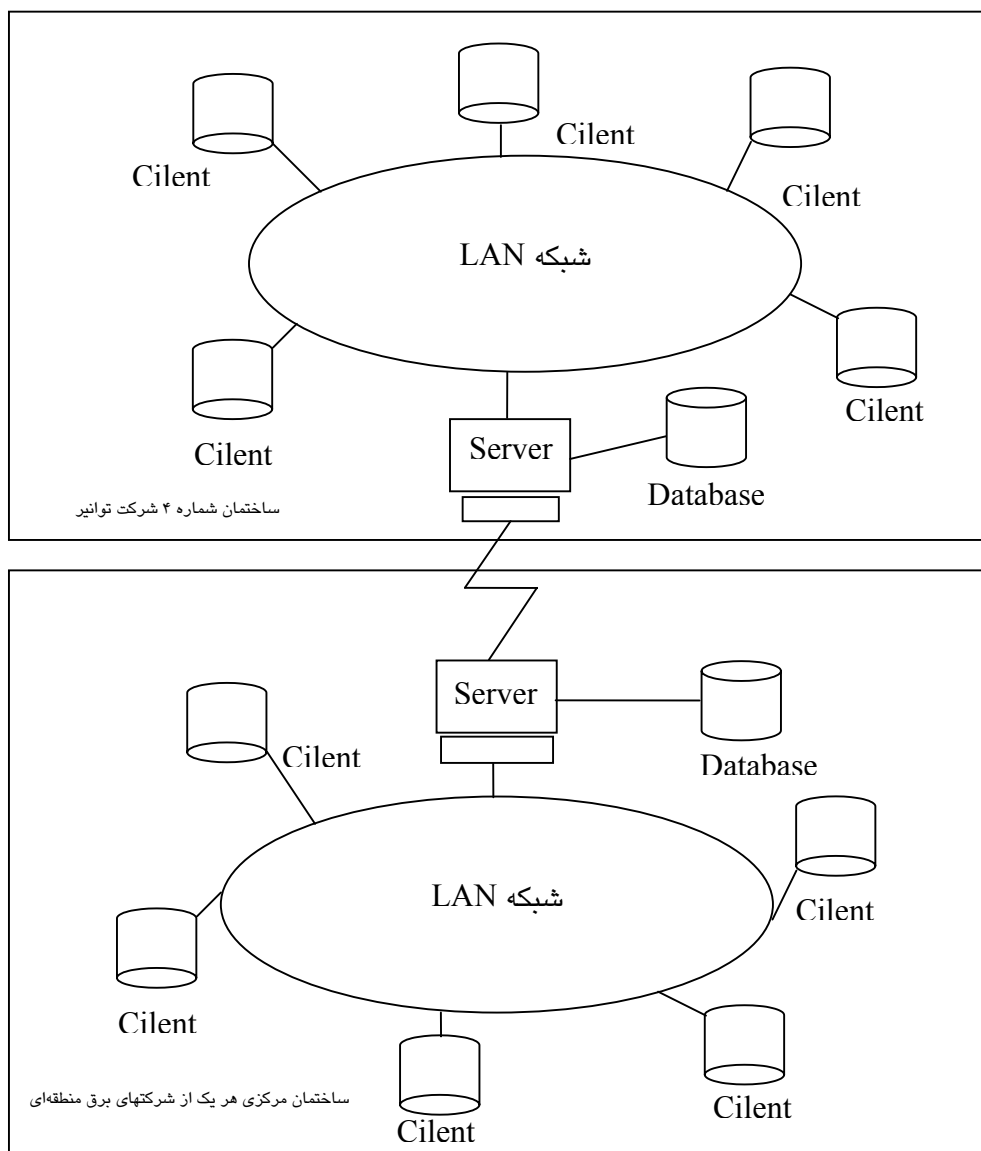 Cilent
Cilent
Cilent
شبکه LAN
Cilent
Cilent
Server
Database
ساختمان شماره ۴ شرکت توانیر
Server
Cilent
Database
شبکه LAN
Cilent
Cilent
Cilent
Cilent
ساختمان مرکزی هر یک از شرکتهای برق منطقه‌ای